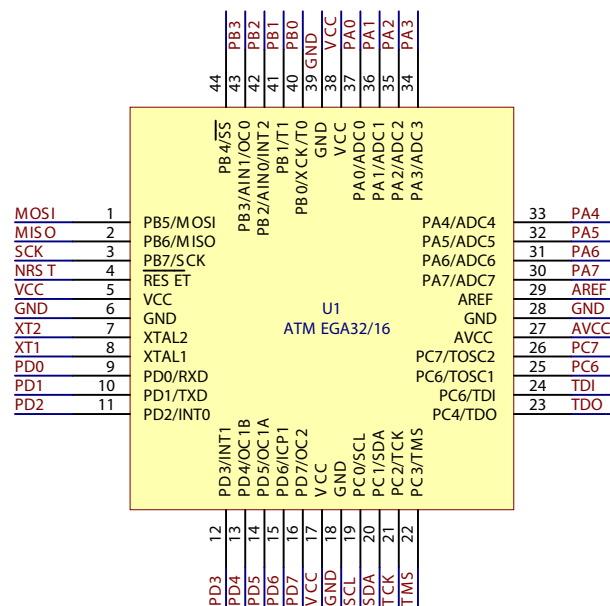 PB3
PB2
PB1
PB0
GND
VCC
PA0
PA1
PA2
PA3
44
43
42
41
40
39
38
37
36
35
34
PB4/SS
PB3/AIN1/OC0
PB2/AIN0/INT2
PB1/T1
PB0/XCK/T0
GND
VCC
PA0/ADC0
PA1/ADC1
PA2/ADC2
PA3/ADC3
MOSI 1 PB5/MOSI
MISO 2 PB6/MISO
SCK 3 PB7/SCK
NRST 4 RESET
VCC 5 VCC
GND 6 GND
XT2 7 XTAL2
XT1 8 XTAL1
PD0 9 PD0/RXD
PD1 10 PD1/TXD
PD2 11 PD2/INT0
U1
ATMEGA32/16
PA4/ADC4 33 PA4
PA5/ADC5 32 PA5
PA6/ADC6 31 PA6
PA7/ADC7 30 PA7
AREF 29 AREF
GND 28 GND
AVCC 27 AVCC
PC7/TOSC2 26 PC7
PC6/TOSC1 25 PC6
PC6/TDI 24 TDI
PC4/TDO 23 TDO
PD3/INT1
PD4/OC1B
PD5/OC1A
PD6/ICP1
PD7/OC2
VCC
GND
PC0/SCL
PC1/SDA
PC2/TCK
PC3/TMS
12
13
14
15
16
17
18
19
20
21
22
PD3
PD4
PD5
PD6
PD7
VCC
GND
SCL
SDA
TCK
TMS